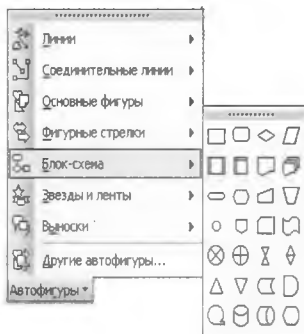 Линии
Соединительные линии
Основные фигуры
Фигурные стрелки
Блок-схема
Звезды и ленты
Выноски
Другие автофигуры...
Автофигуры